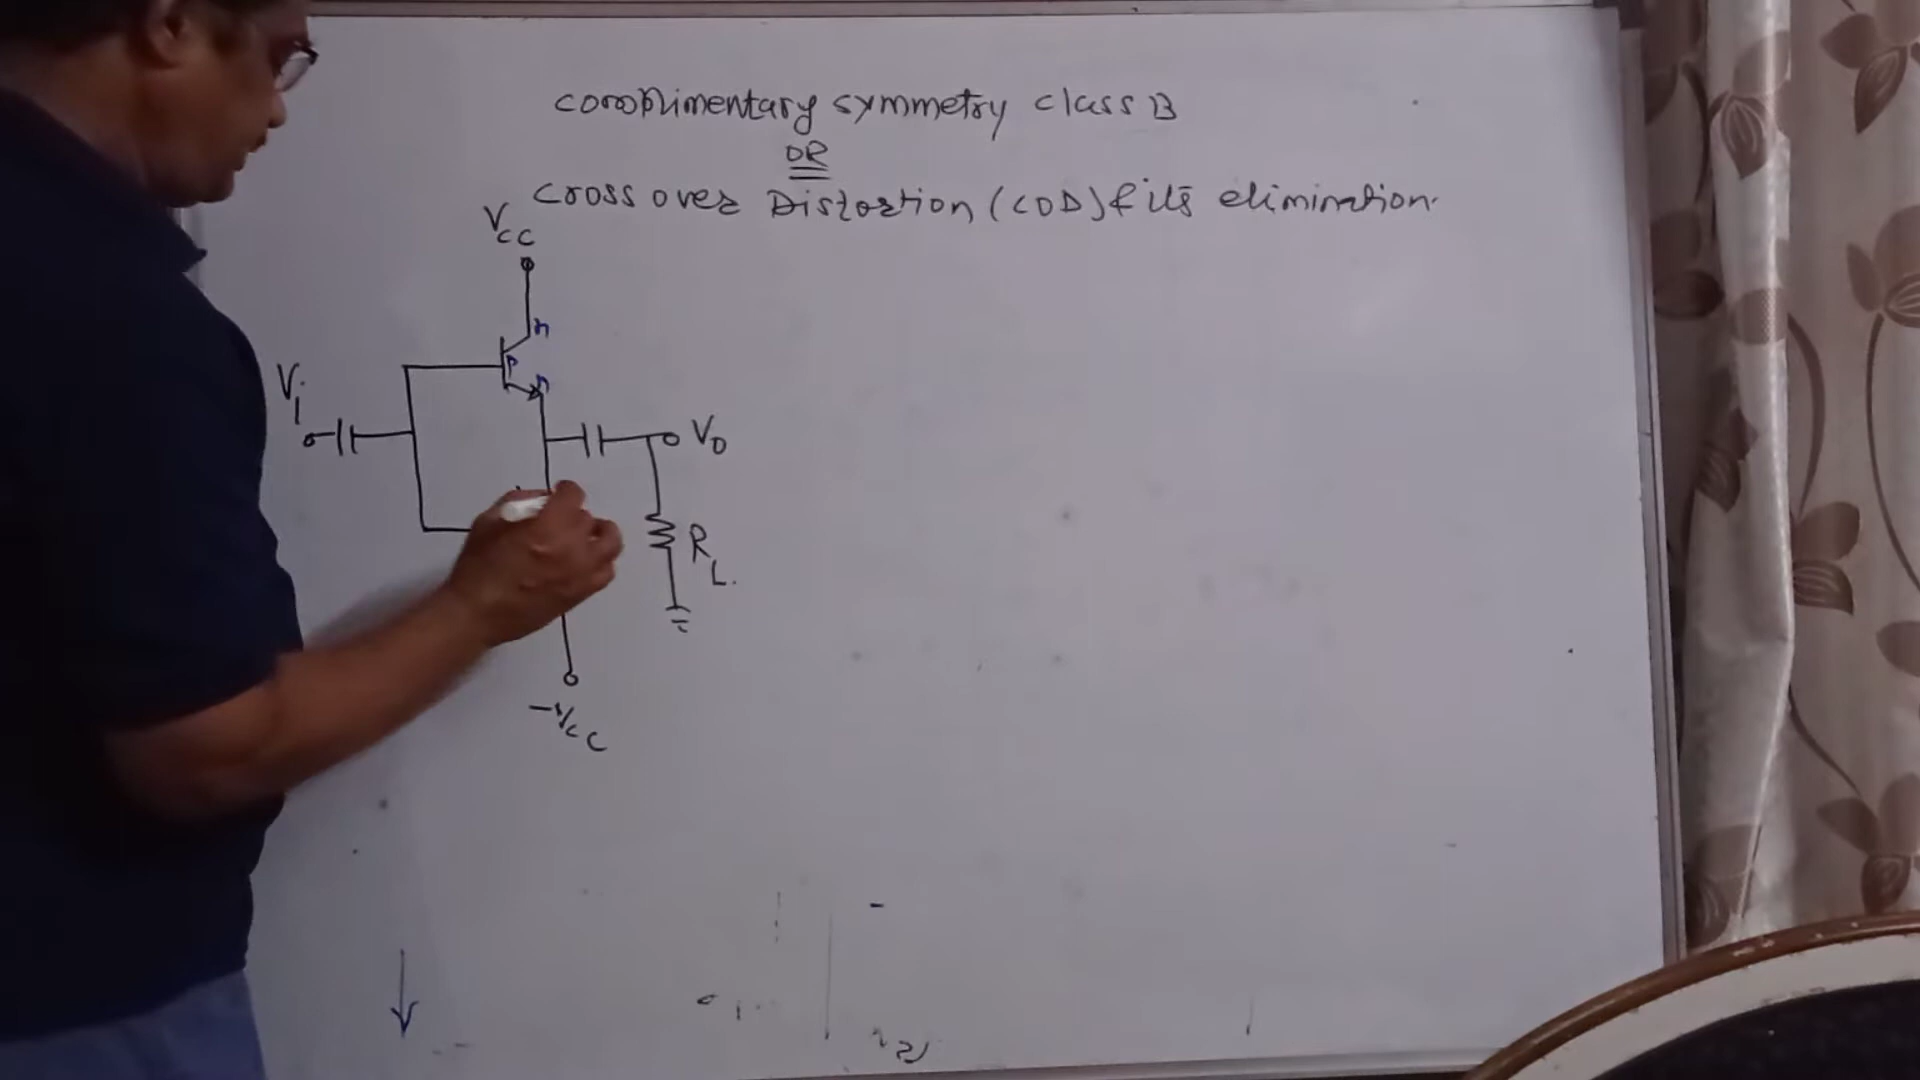 complimentary symmetry class B
OR
cross over Distortion (COD) & its elimination.
Vcc
n
P
n
Vi
Vo
RL.
-Vcc